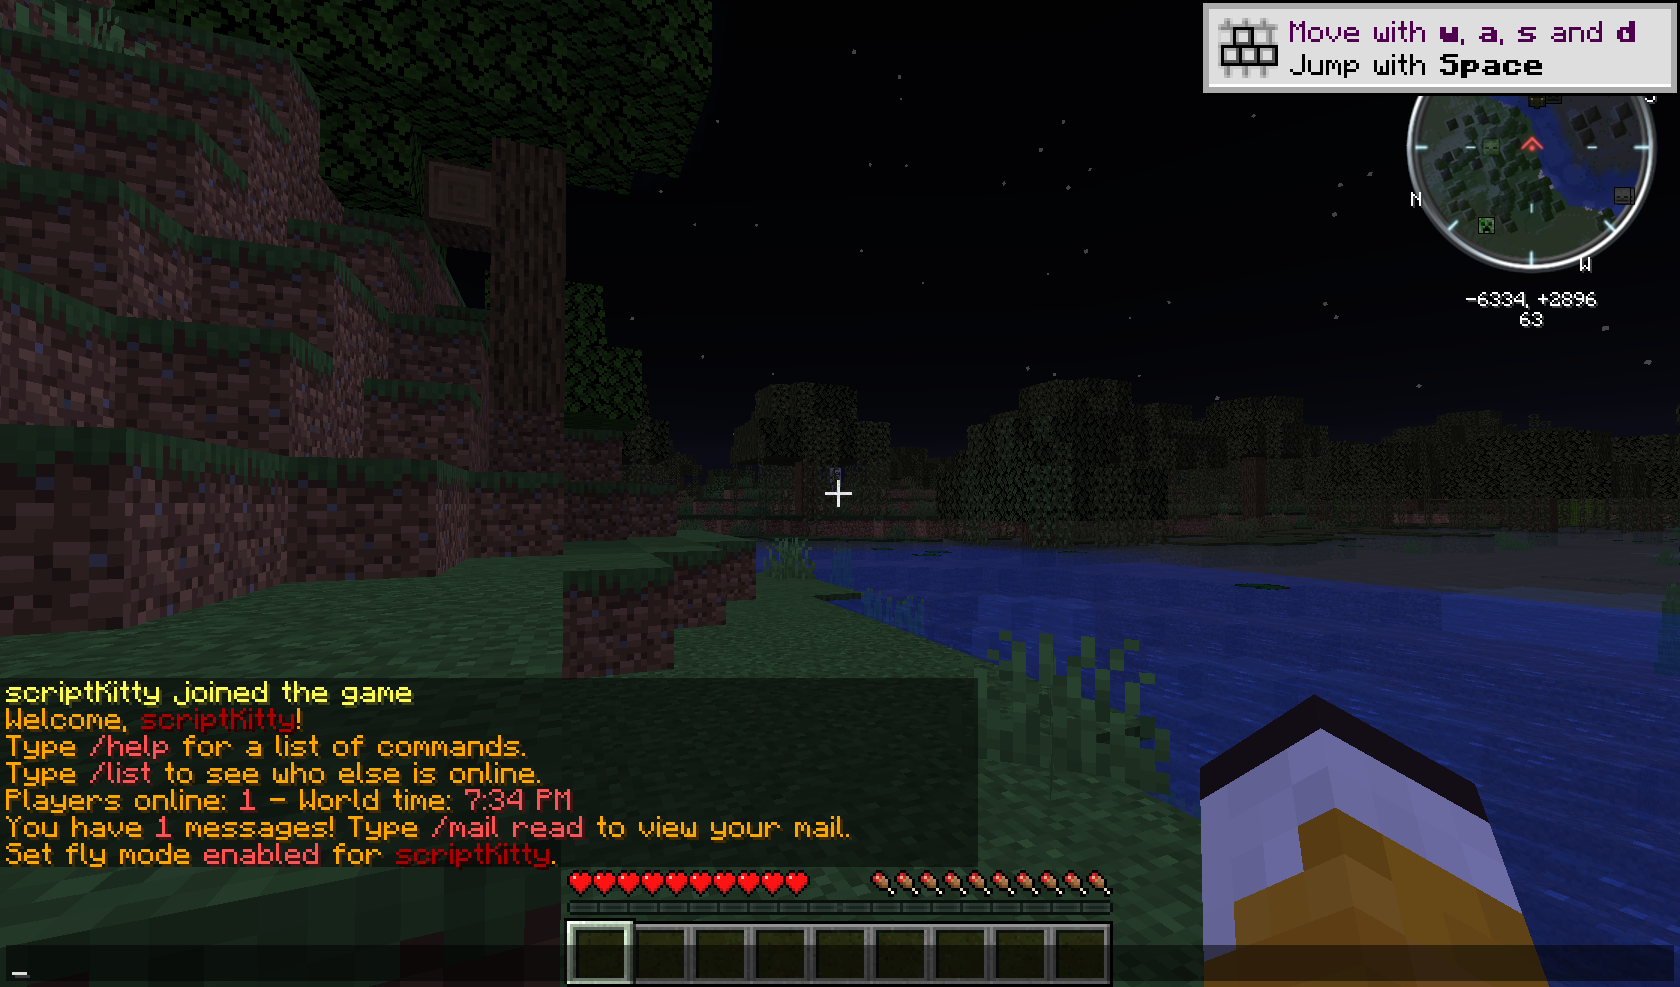 Move with w, a, s and d
Jump with Space
N
W
-6334, +2896
63
scriptKitty joined the game
Welcome, scriptKitty!
Type /help for a list of commands.
Type /list to see who else is online.
Players online: 1 - World time: 7:34 PM
You have 1 messages! Type /mail read to view your mail.
Set fly mode enabled for scriptKitty.
_